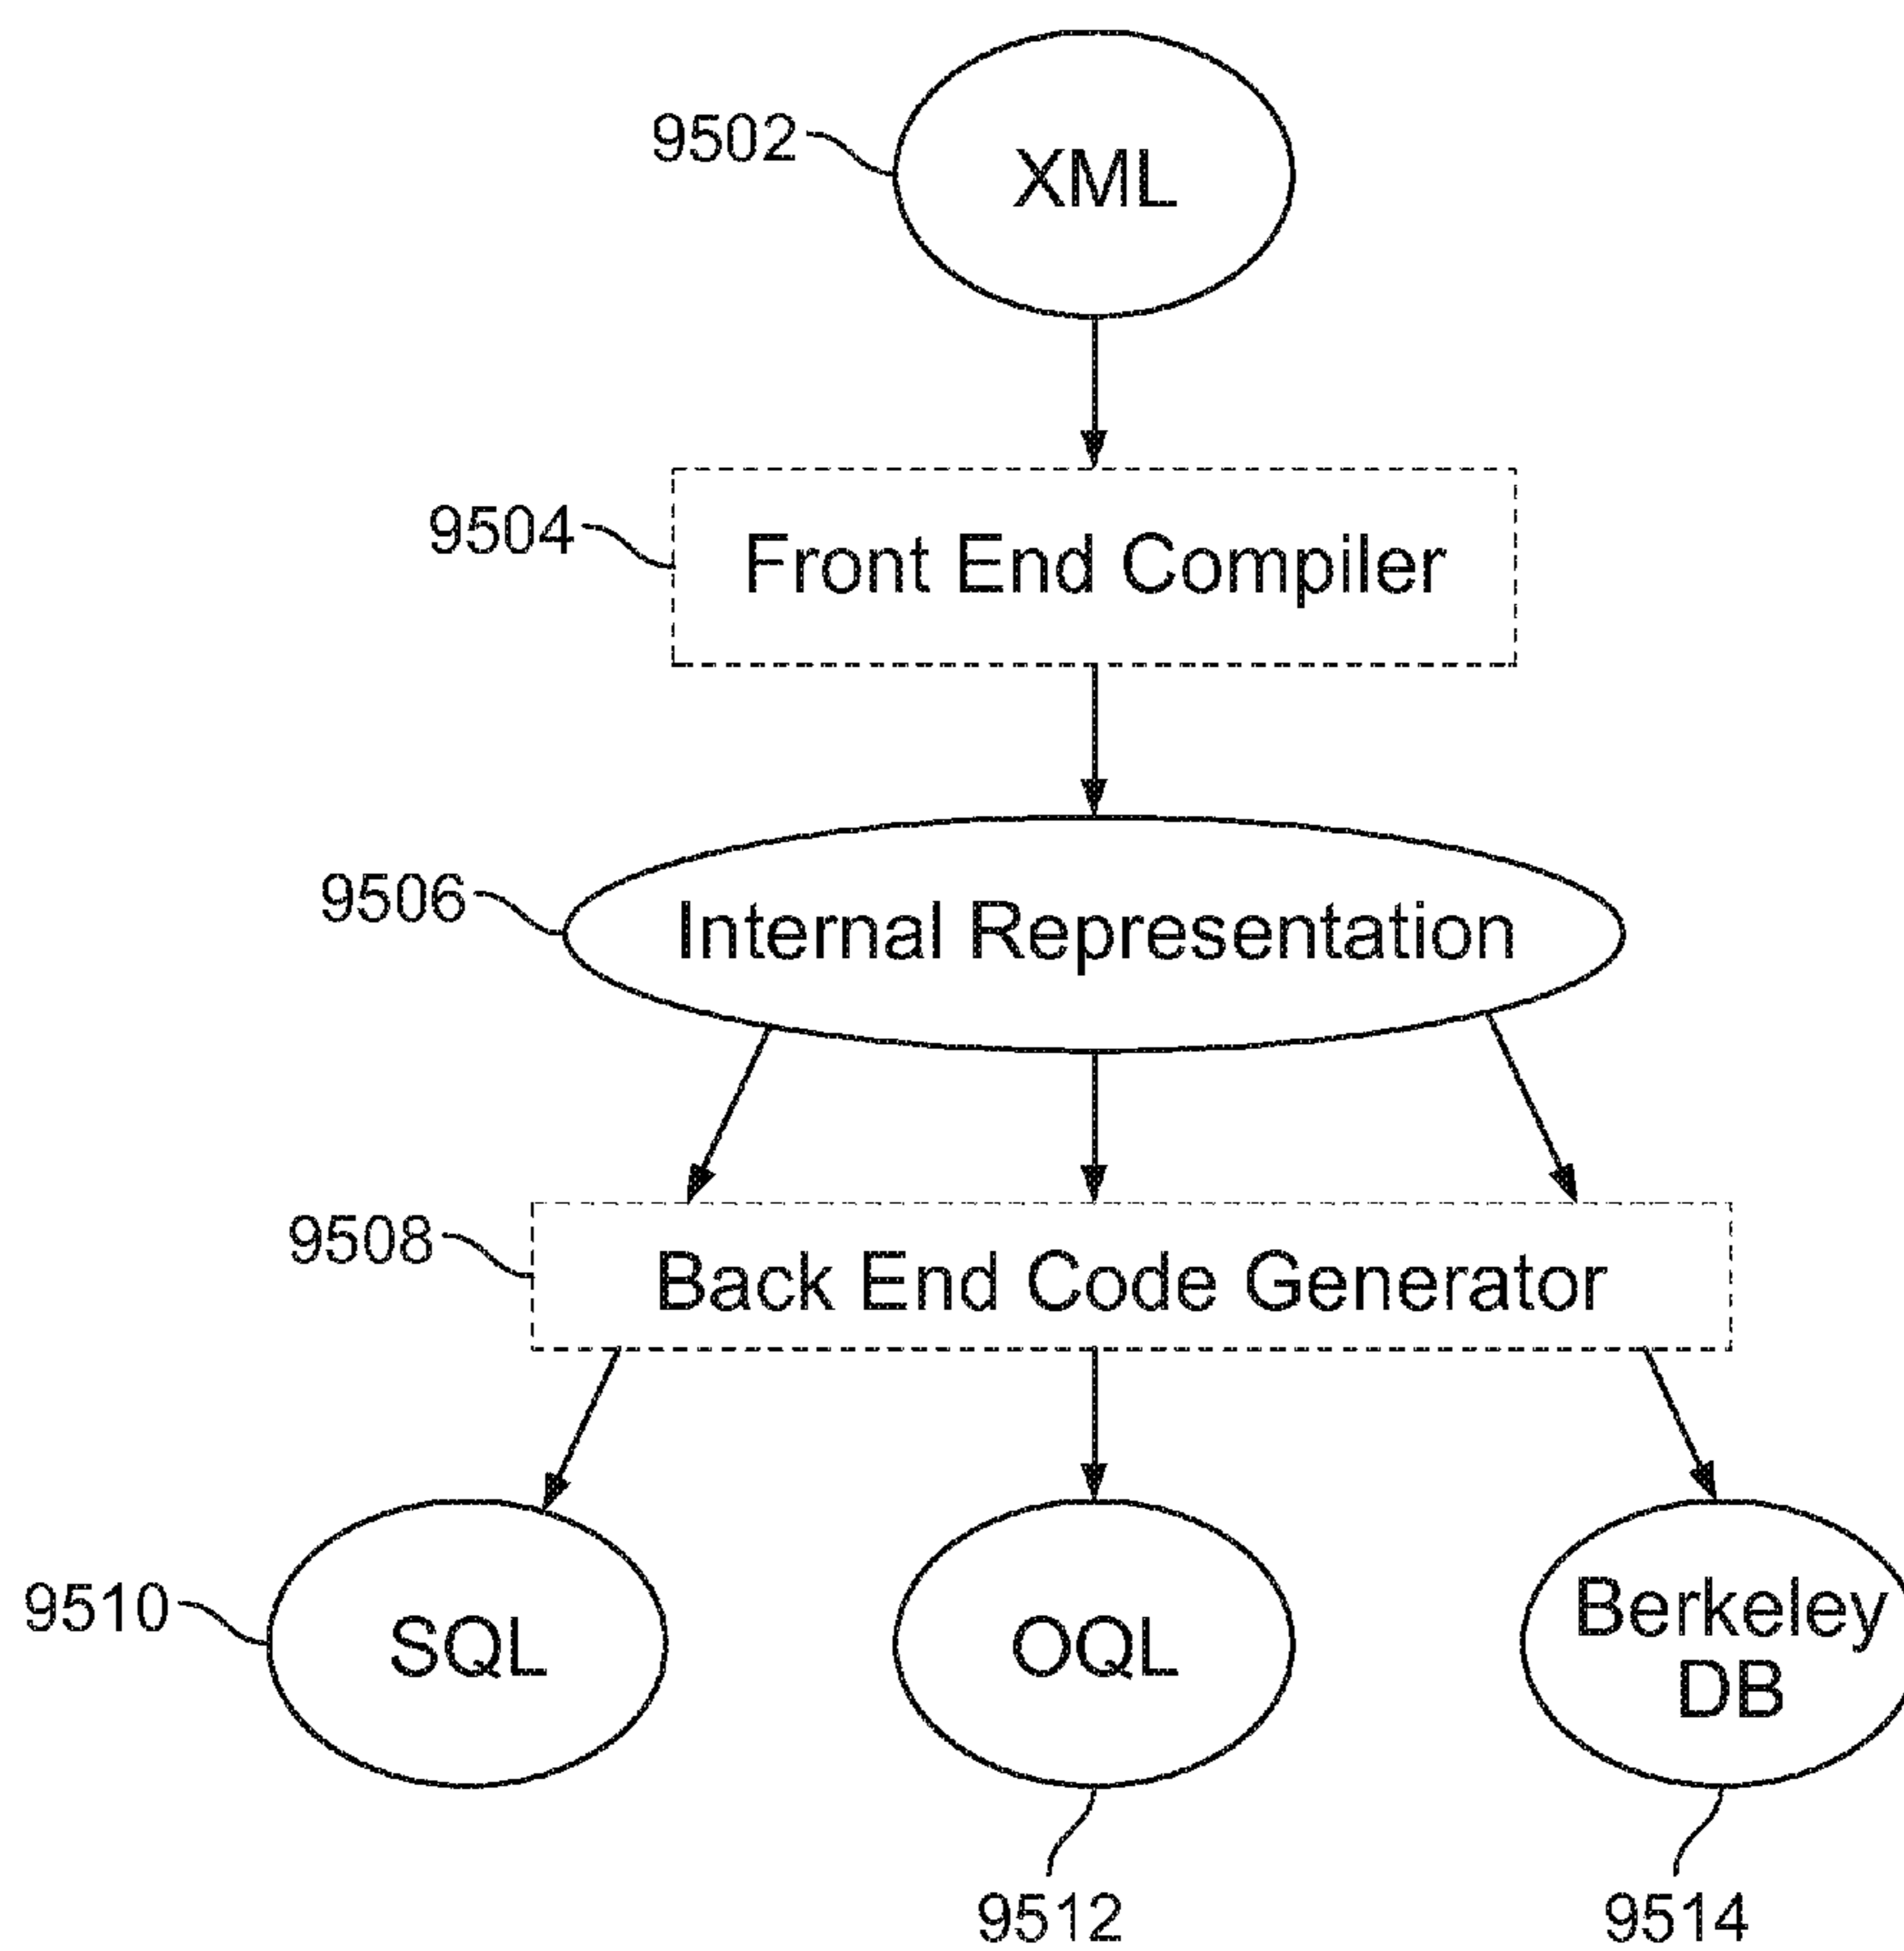 9502
XML
9504
Front End Compiler
9506
Internal Representation
9508
Back End Code Generator
9510
SQL
OQL
Berkeley
DB
9512
9514